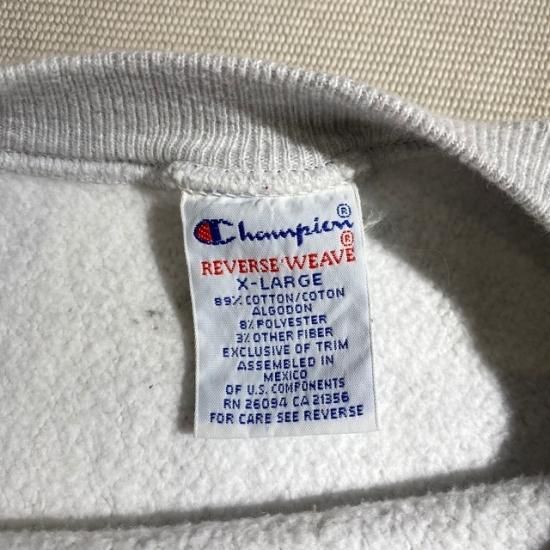 Champion®
REVERSE WEAVE®
X-LARGE
89% COTTON/COTON
ALGODON
8% POLYESTER
3% OTHER FIBER
EXCLUSIVE OF TRIM
ASSEMBLED IN
MEXICO
OF U.S. COMPONENTS
RN 26094 CA 21356
FOR CARE SEE REVERSE